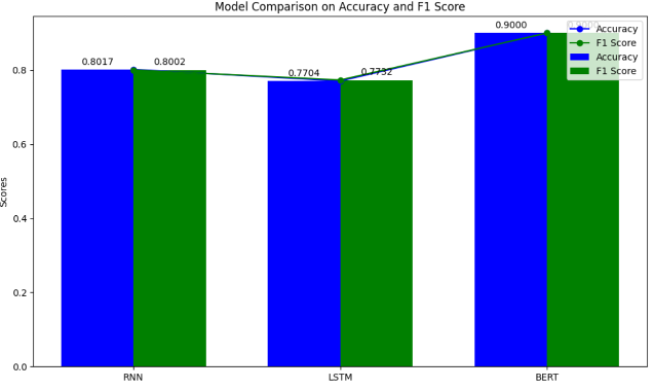 Model Comparison on Accuracy and F1 Score
0.9000
Accuracy
F1 Score
Accuracy
F1 Score
0.8017
0.8002
0.7704
0.7732
0.8
0.6
0.4
0.2
0.0
Scores
RNN
LSTM
BERT